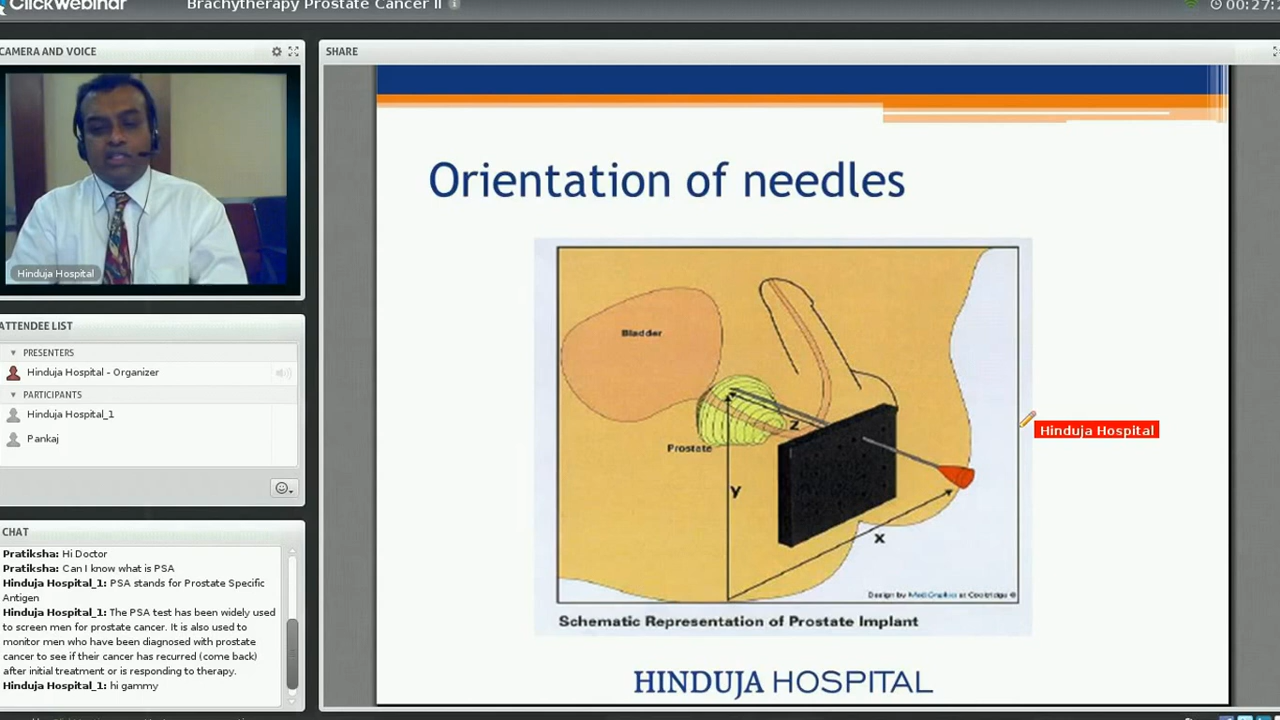 ClickWebinar
Brachytherapy Prostate Cancer II
00:27:
CAMERA AND VOICE
SHARE
Hinduja Hospital
ATTENDEE LIST
PRESENTERS
Hinduja Hospital - Organizer
PARTICIPANTS
Hinduja Hospital_1
Pankaj
CHAT
Pratiksha: Hi Doctor
Pratiksha: Can I know what is PSA
Hinduja Hospital_1: PSA stands for Prostate Specific
Antigen
Hinduja Hospital_1: The PSA test has been widely used
to screen men for prostate cancer. It is also used to
monitor men who have been diagnosed with prostate
cancer to see if their cancer has recurred (come back)
after initial treatment or is responding to therapy.
Hinduja Hospital_1: hi gammy
Orientation of needles
Bladder
z
Prostate
y
x
Design by
Schematic Representation of Prostate Implant
Hinduja Hospital
HINDUJA HOSPITAL